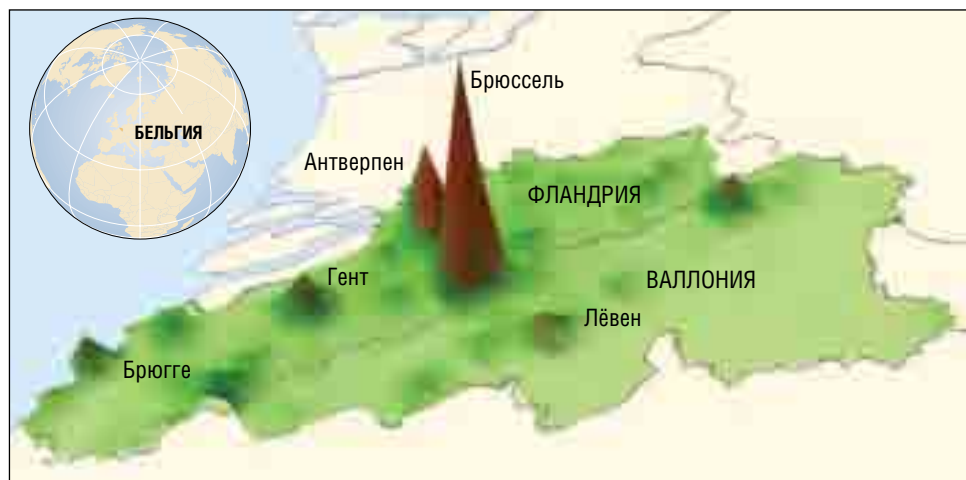 Брюссель
БЕЛЬГИЯ
Антверпен
ФЛАНДРИЯ
Гент
ВАЛЛОНИЯ
Лёвен
Брюгге